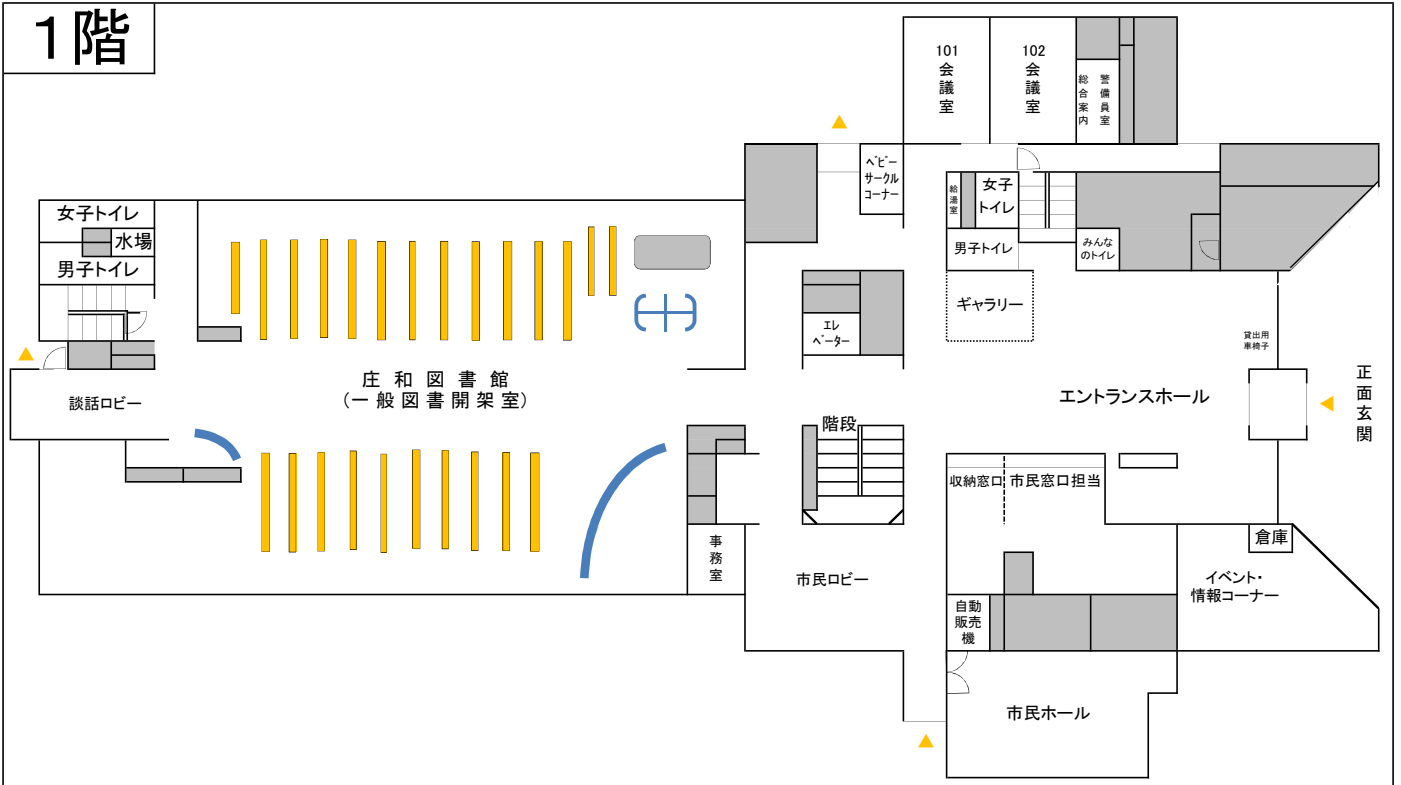 1階
101
会
議
室
102
会
議
室
総合案内
警備員室
ベビー
サークル
コーナー
給湯室
女子
トイレ
男子トイレ
みんな
のトイレ
ギャラリー
女子トイレ
水場
男子トイレ
エレ
ベーター
貸出用
車椅子
正面玄関
庄和図書館
(一般図書開架室)
談話ロビー
階段
エントランスホール
収納窓口
市民窓口担当
事務室
市民ロビー
倉庫
イベント・
情報コーナー
自動
販売
機
市民ホール